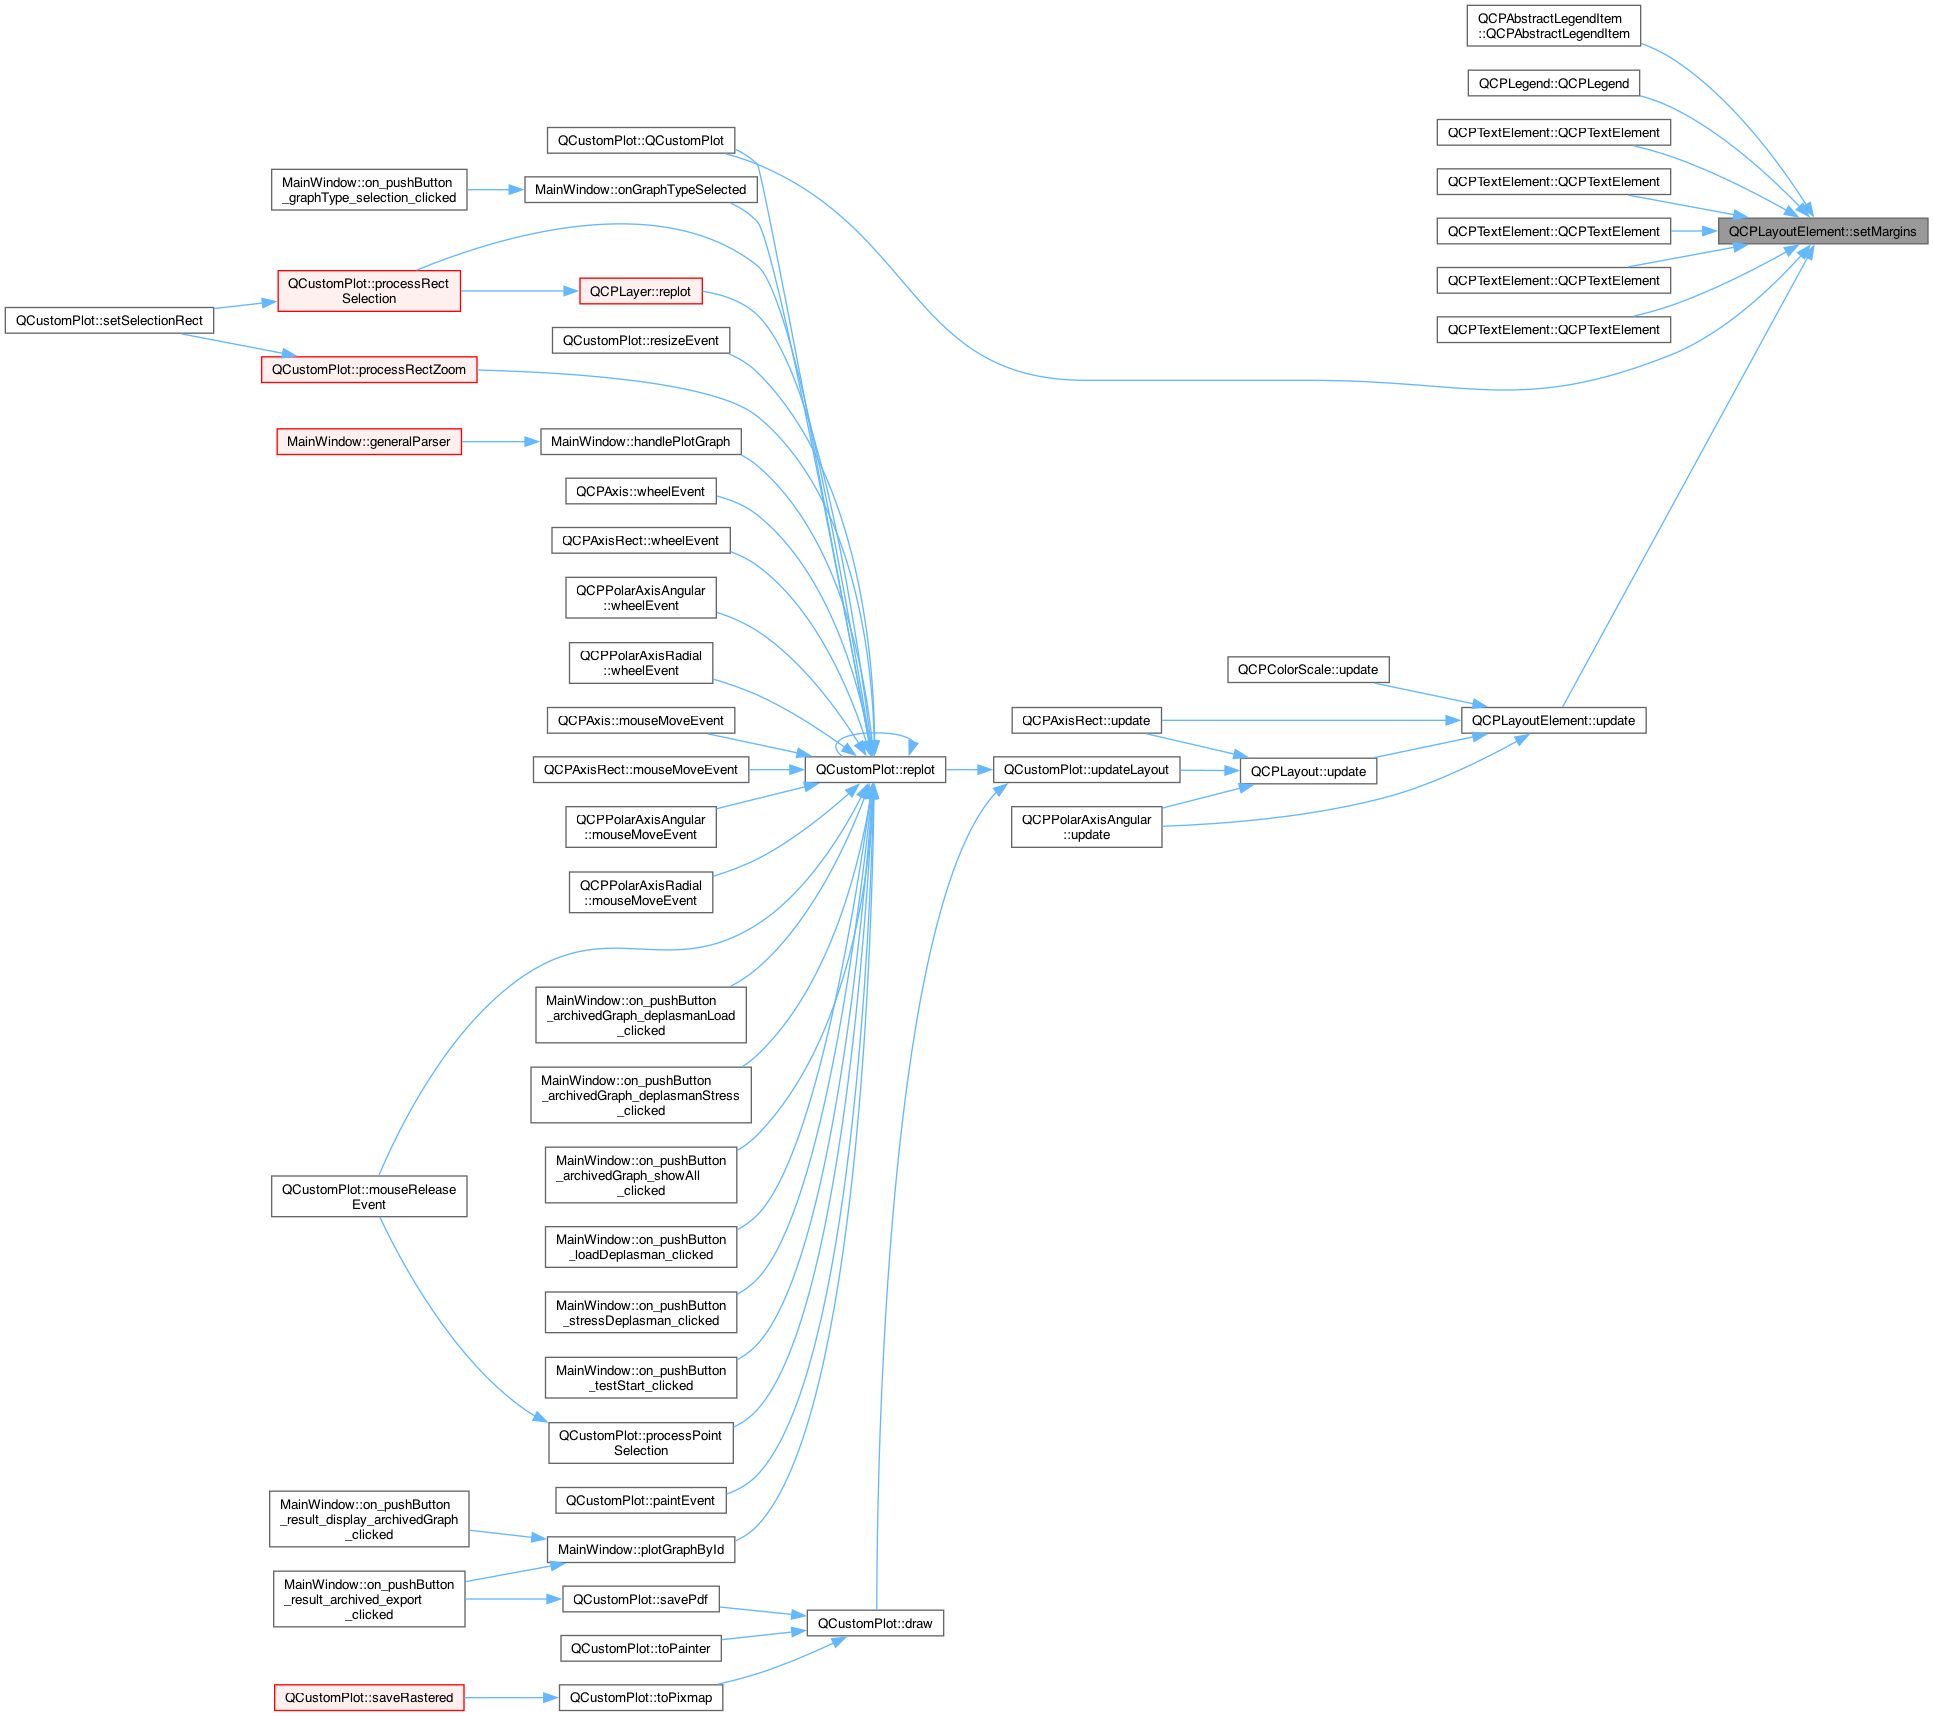 QCPAbstractLegendItem
::QCPAbstractLegendItem
QCPLegend::QCPLegend
QCPTextElement::QCPTextElement
QCPTextElement::QCPTextElement
QCPTextElement::QCPTextElement
QCPTextElement::QCPTextElement
QCPTextElement::QCPTextElement
QCPLayoutElement::setMargins
QCustomPlot::QCustomPlot
MainWindow::on_pushButton
_graphType_selection_clicked
MainWindow::onGraphTypeSelected
QCustomPlot::processRect
Selection
QCPLayer::replot
QCustomPlot::setSelectionRect
QCustomPlot::resizeEvent
QCustomPlot::processRectZoom
MainWindow::generalParser
MainWindow::handlePlotGraph
QCPAxis::wheelEvent
QCPAxisRect::wheelEvent
QCPPolarAxisAngular
::wheelEvent
QCPPolarAxisRadial
::wheelEvent
QCPColorScale::update
QCPAxis::mouseMoveEvent
QCPAxisRect::update
QCPLayoutElement::update
QCPAxisRect::mouseMoveEvent
QCustomPlot::replot
QCustomPlot::updateLayout
QCPLayout::update
QCPPolarAxisAngular
::mouseMoveEvent
QCPPolarAxisAngular
::update
QCPPolarAxisRadial
::mouseMoveEvent
MainWindow::on_pushButton
_archivedGraph_deplasmanLoad
_clicked
MainWindow::on_pushButton
_archivedGraph_deplasmanStress
_clicked
MainWindow::on_pushButton
_archivedGraph_showAll
_clicked
QCustomPlot::mouseRelease
Event
MainWindow::on_pushButton
_loadDeplasman_clicked
MainWindow::on_pushButton
_stressDeplasman_clicked
MainWindow::on_pushButton
_testStart_clicked
QCustomPlot::processPoint
Selection
QCustomPlot::paintEvent
MainWindow::on_pushButton
_result_display_archivedGraph
_clicked
MainWindow::plotGraphById
MainWindow::on_pushButton
_result_archived_export
_clicked
QCustomPlot::savePdf
QCustomPlot::draw
QCustomPlot::toPainter
QCustomPlot::saveRastered
QCustomPlot::toPixmap